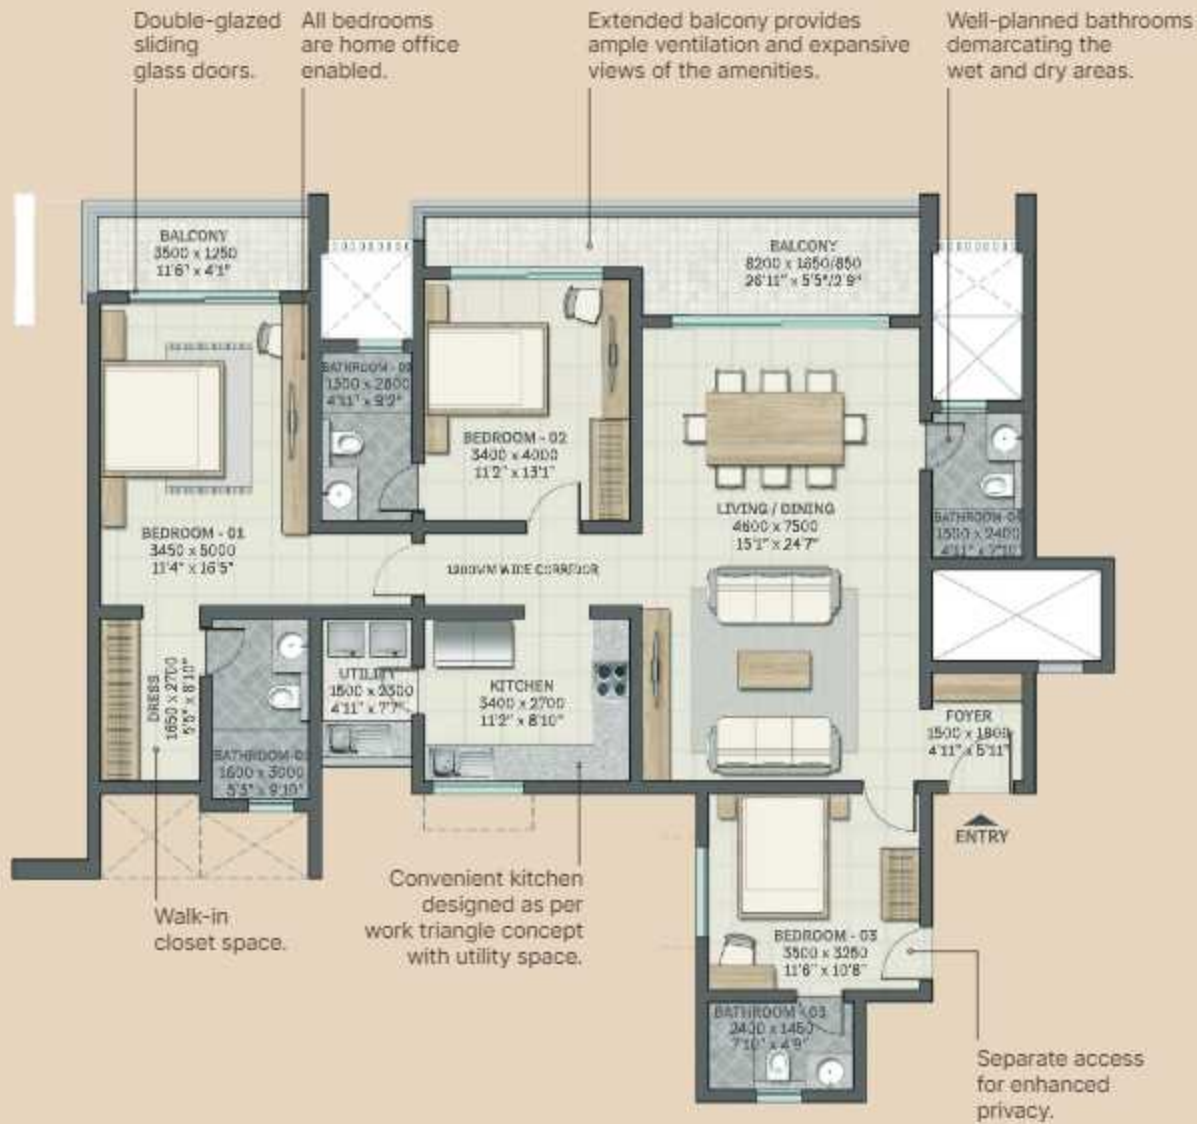 Double-glazed
sliding
glass doors.
All bedrooms
are home office
enabled.
Extended balcony provides
ample ventilation and expansive
views of the amenities.
Well-planned bathrooms
demarcating the
wet and dry areas.
BALCONY
3500 x 1250
11'6" x 4'1"
BALCONY
8200 x 1650/850
26'11" x 5'5"/2'9"
BATHROOM -
4'11" x 9'2"
BEDROOM - 02
3400 x 4000
11'2" x 13'1"
BEDROOM - 01
3450 x 5000
11'4" x 16'5"
LIVING / DINING
4600 x 7500
15'1" x 24'7"
BATHROOM-
1500 x 2400
4'11" x 7'10"
WIDE CORRIDOR
DRESS
1650 x 2700
5'5" x 8'10"
BATHROOM-
1600 x 3000
5'3" x 9'10"
UTILITY
1500 x 2300
4'11" x 7'7"
KITCHEN
3400 x 2700
11'2" x 8'10"
FOYER
1500 x 1800
4'11" x 5'11"
ENTRY
BEDROOM - 03
3500 x 3250
11'6" x 10'8"
BATHROOM - 03
2400 x 1450
7'10" x 4'9"
Walk-in
closet space.
Convenient kitchen
designed as per
work triangle concept
with utility space.
Separate access
for enhanced
privacy.